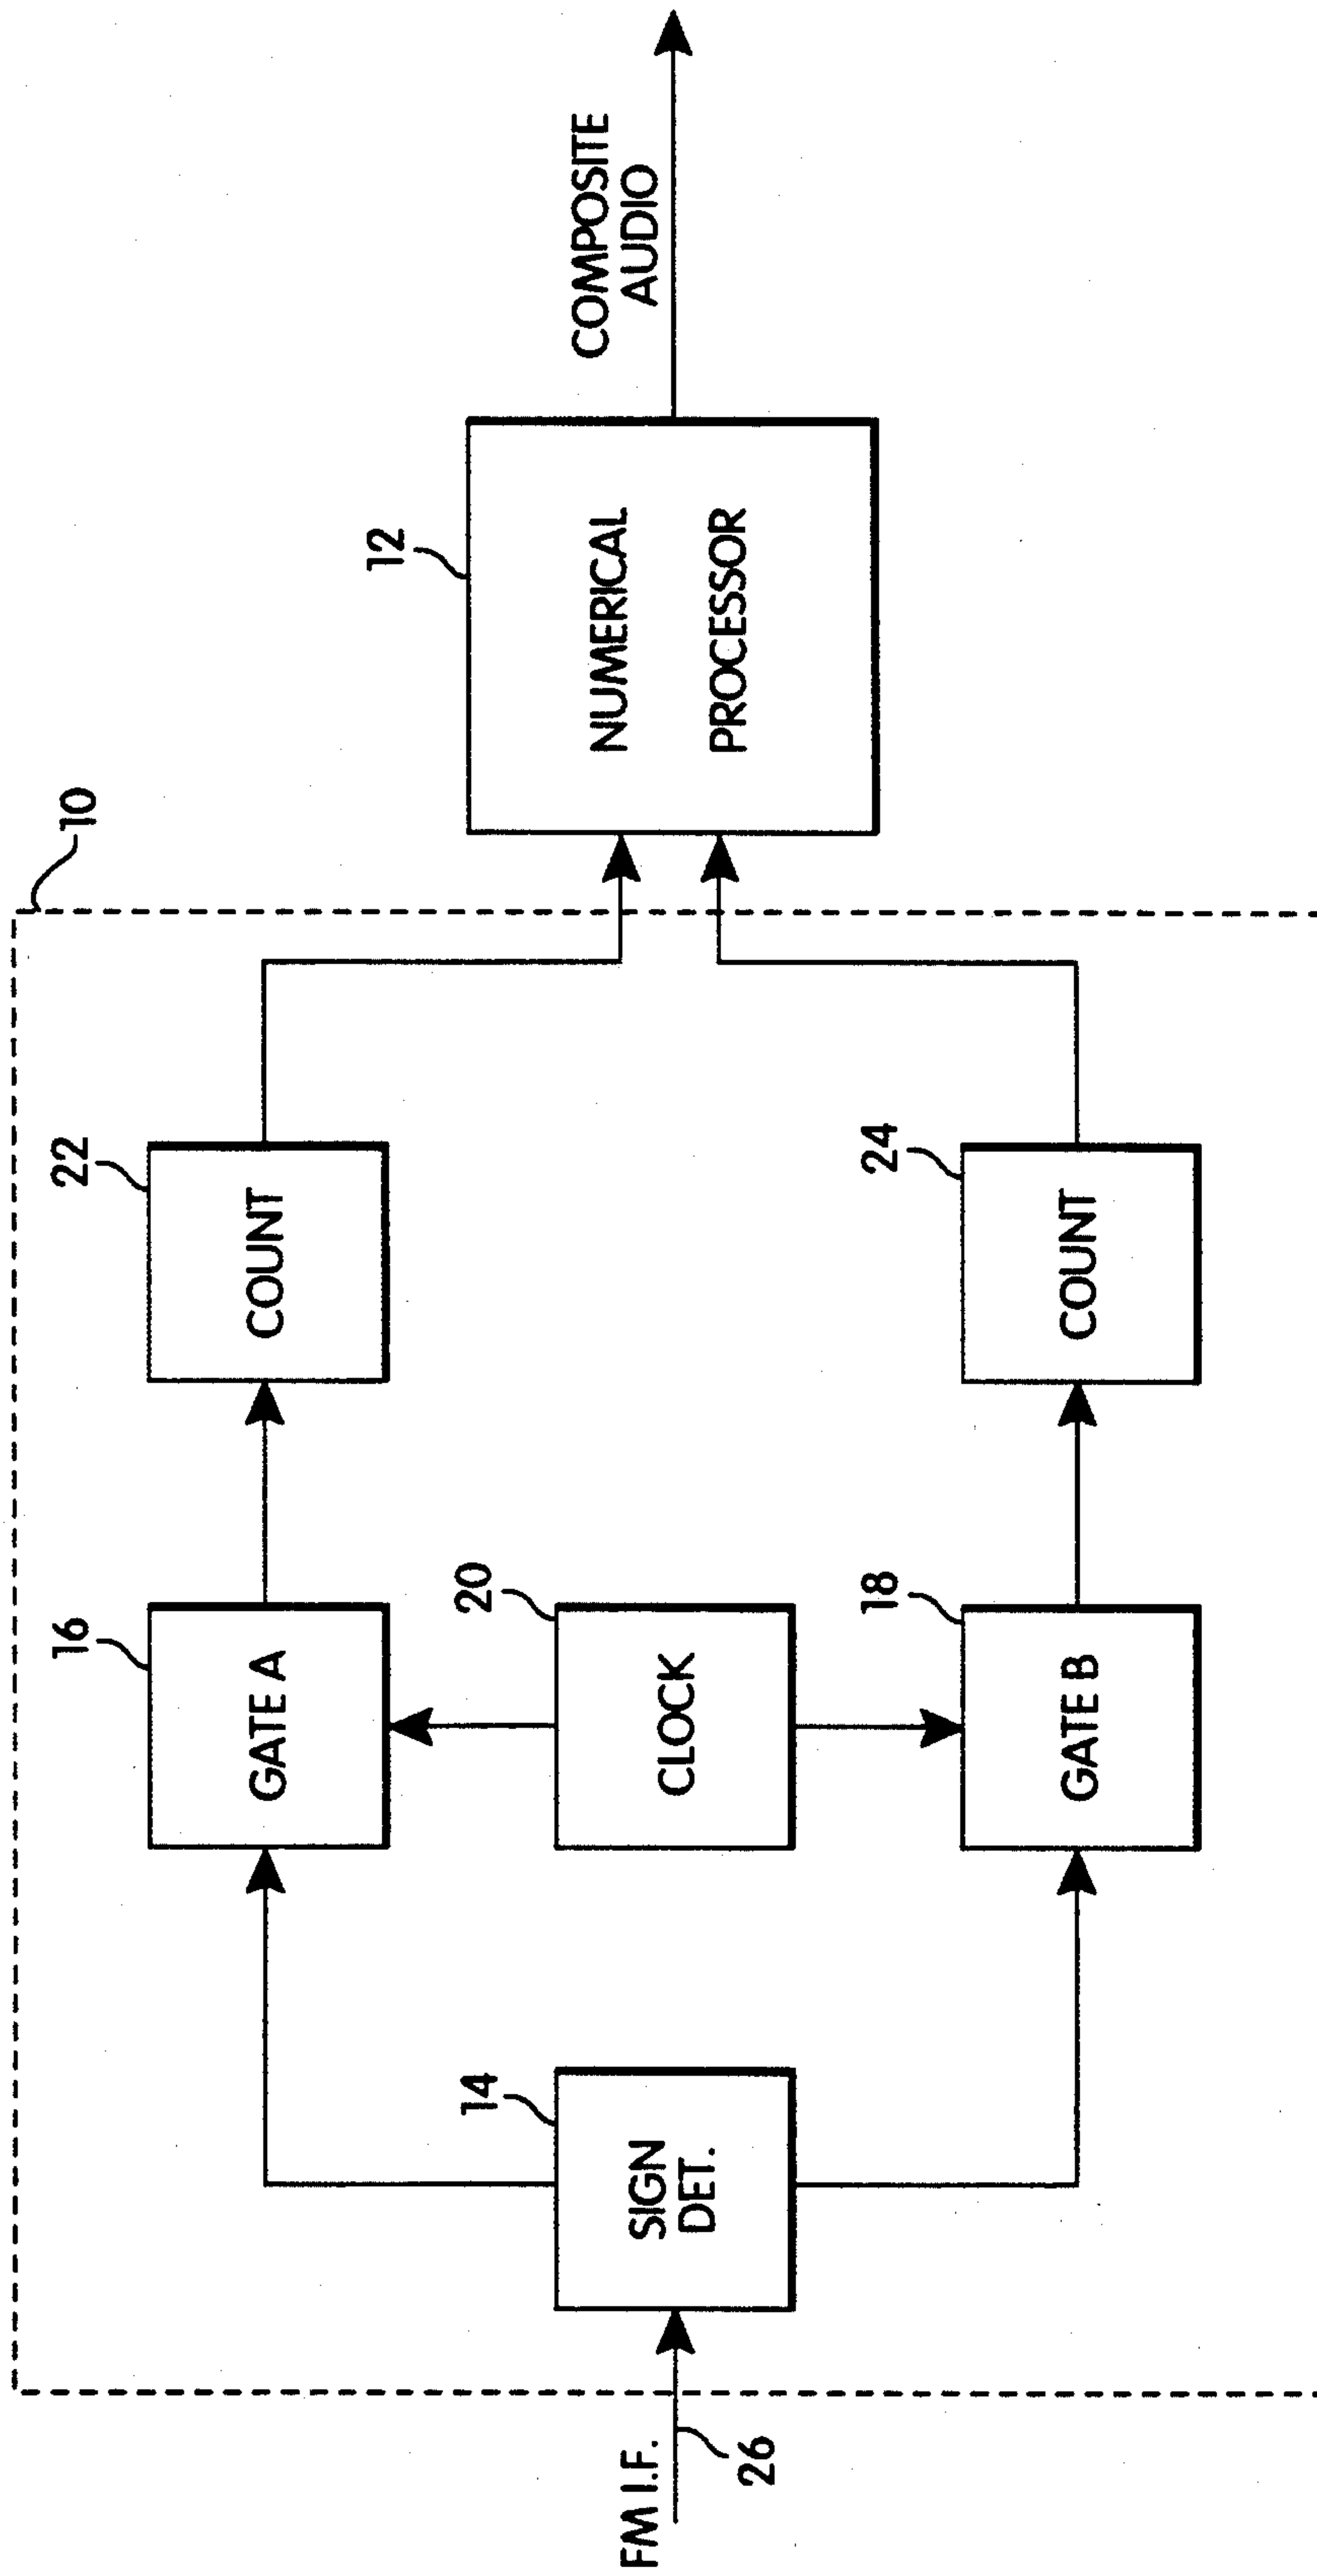 10
16
GATE A
22
COUNT
FM I.F.
26
14
SIGN
DET.
20
CLOCK
12
NUMERICAL
PROCESSOR
COMPOSITE
AUDIO
18
GATE B
24
COUNT